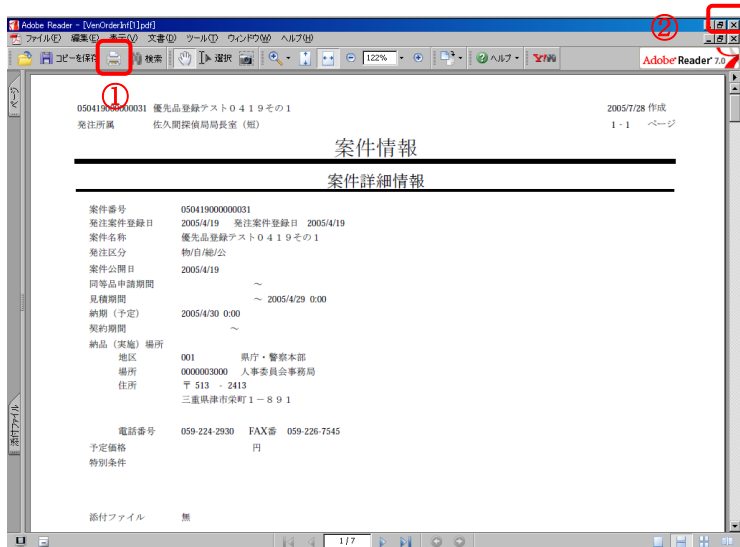 Adobe Reader - [VenOrderInf[1].pdf]
②
ファイル(F) 編集(E) 表示(V) 文書(D) ツール(T) ウィンドウ(W) ヘルプ(H)
コピーを保存 検索 選択 122% ヘルプ Y!
Adobe Reader 7.0
①
ページ
050419000000031 優先品登録テスト０４１９その１ 2005/7/28 作成
発注所属 佐久間探偵局局長室（短） 1 - 1 ページ
案件情報
案件詳細情報
案件番号 050419000000031
発注案件登録日 2005/4/19 発注案件登録日 2005/4/19
案件名称 優先品登録テスト０４１９その１
発注区分 物/自/総/公
案件公開日 2005/4/19
同等品申請期間 ～
見積期間 ～ 2005/4/29 0:00
納期（予定） 2005/4/30 0:00
契約期間 ～
納品（実施）場所
地区 001 県庁・警察本部
場所 0000003000 人事委員会事務局
住所 〒 513 - 2413
三重県津市栄町１－８９１
電話番号 059-224-2930 FAX番 059-226-7545
予定価格 円
特別条件
添付ファイル
添付ファイル 無
1/7